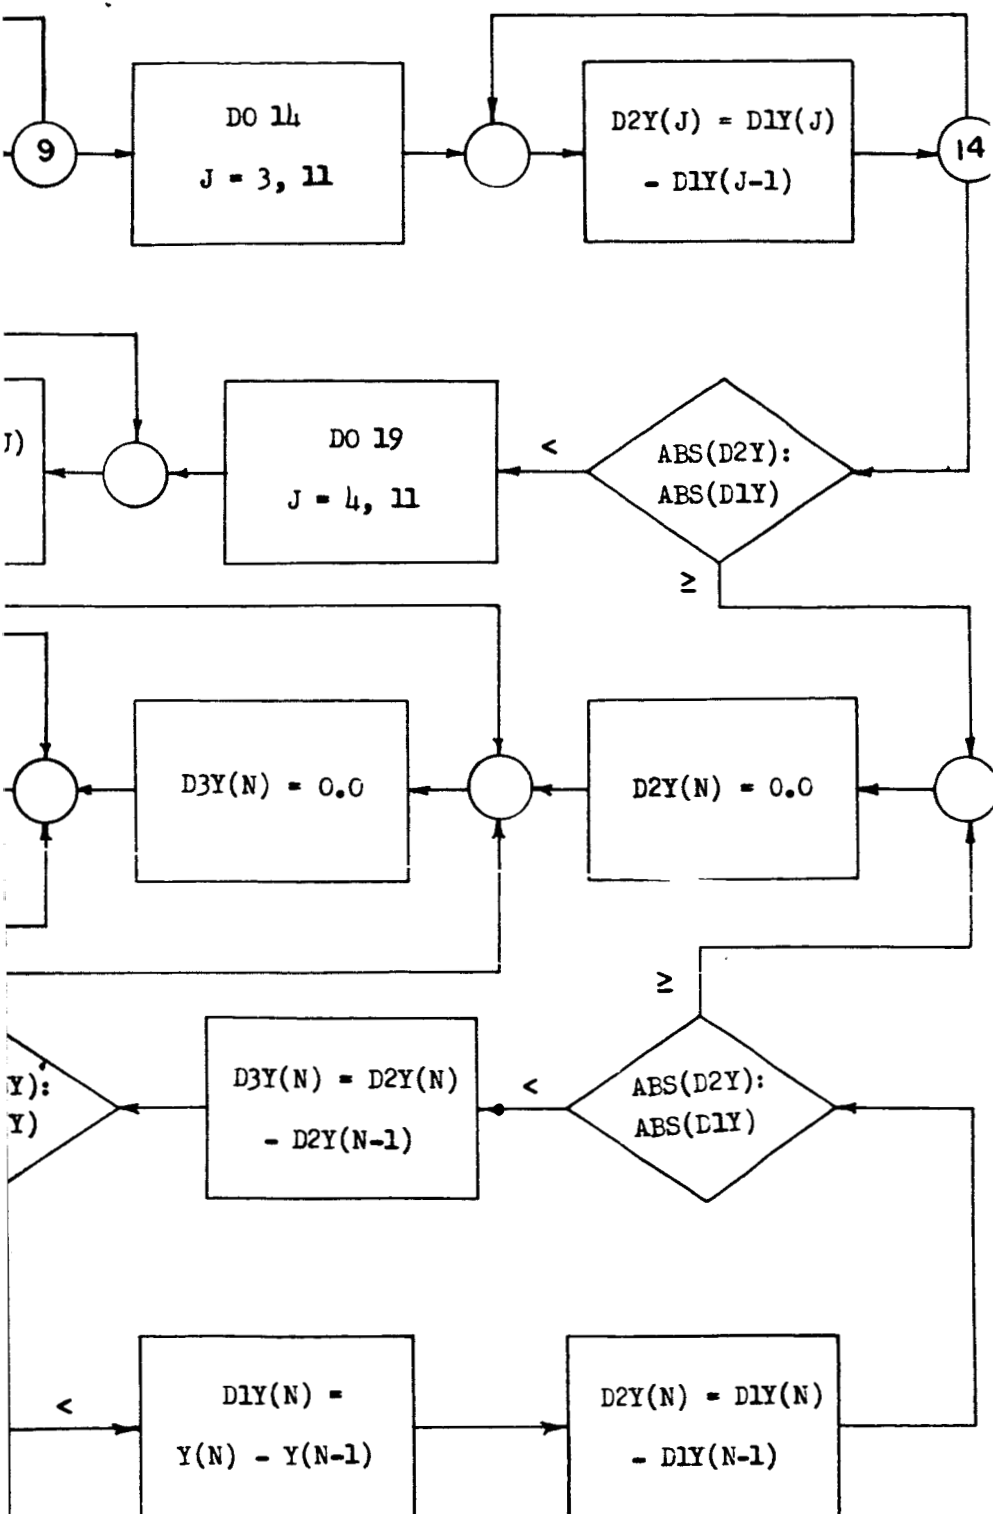 9
DO 14
J = 3, 11
D2Y(J) = D1Y(J)
- D1Y(J-1)
14
J)
DO 19
J = 4, 11
<
ABS(D2Y):
ABS(D1Y)
≥
D3Y(N) = 0.0
D2Y(N) = 0.0
≥
Y):
Y)
D3Y(N) = D2Y(N)
- D2Y(N-1)
<
ABS(D2Y):
ABS(D1Y)
<
D1Y(N) =
Y(N) - Y(N-1)
D2Y(N) = D1Y(N)
- D1Y(N-1)